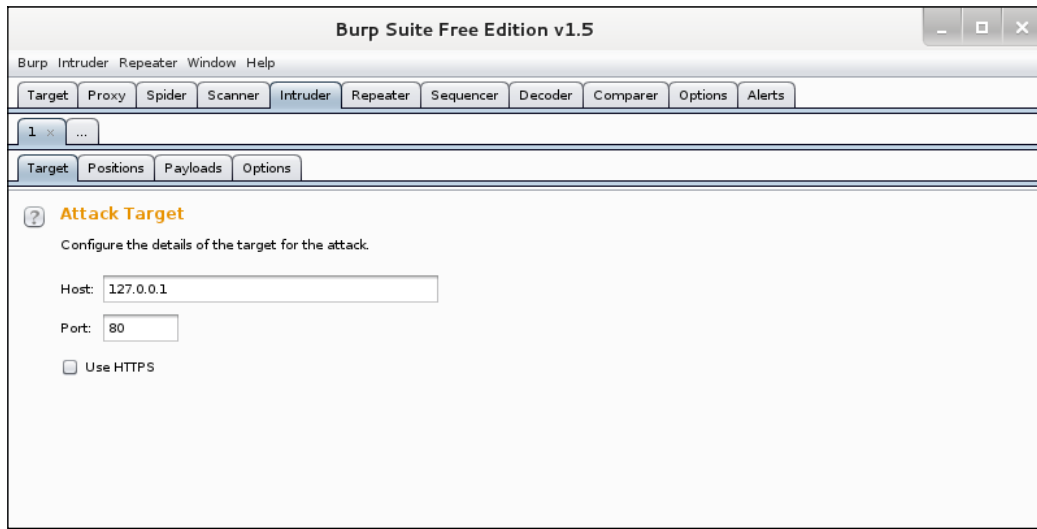 Burp Suite Free Edition v1.5
Burp Intruder Repeater Window Help
Target Proxy Spider Scanner Intruder Repeater Sequencer Decoder Comparer Options Alerts
1 × ...
Target Positions Payloads Options
? Attack Target
Configure the details of the target for the attack.
Host: 127.0.0.1
Port: 80
Use HTTPS